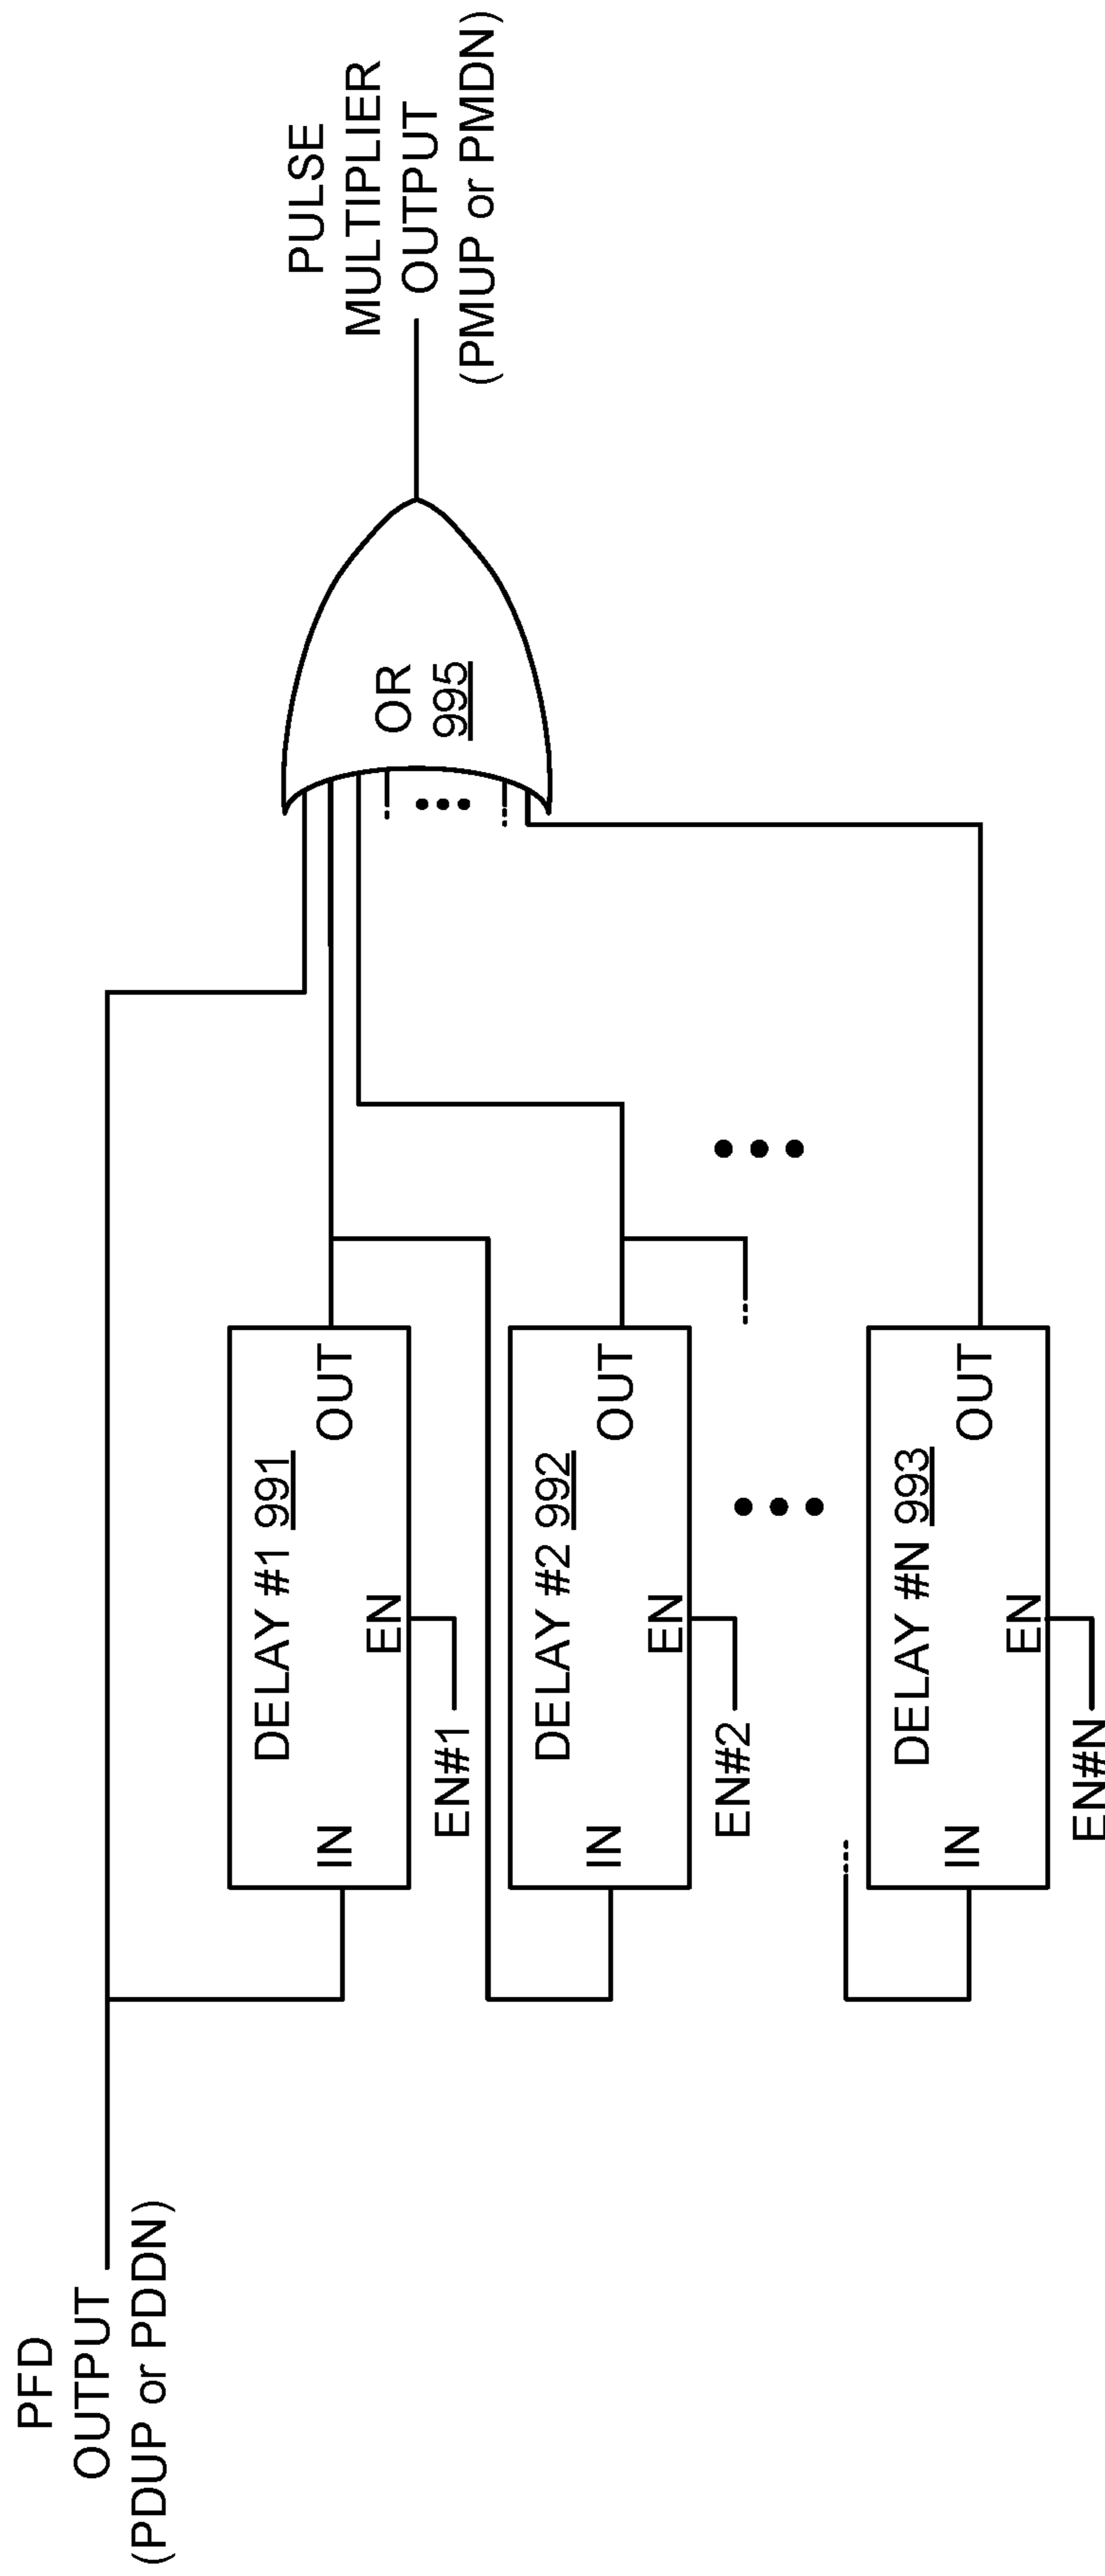 PFD
OUTPUT
(PDUP or PDDN)
DELAY #1 991
IN
OUT
EN
EN#1
DELAY #2 992
IN
OUT
EN
EN#2
DELAY #N 993
IN
OUT
EN
EN#N
OR
995
PULSE
MULTIPLIER
OUTPUT
(PMUP or PMDN)